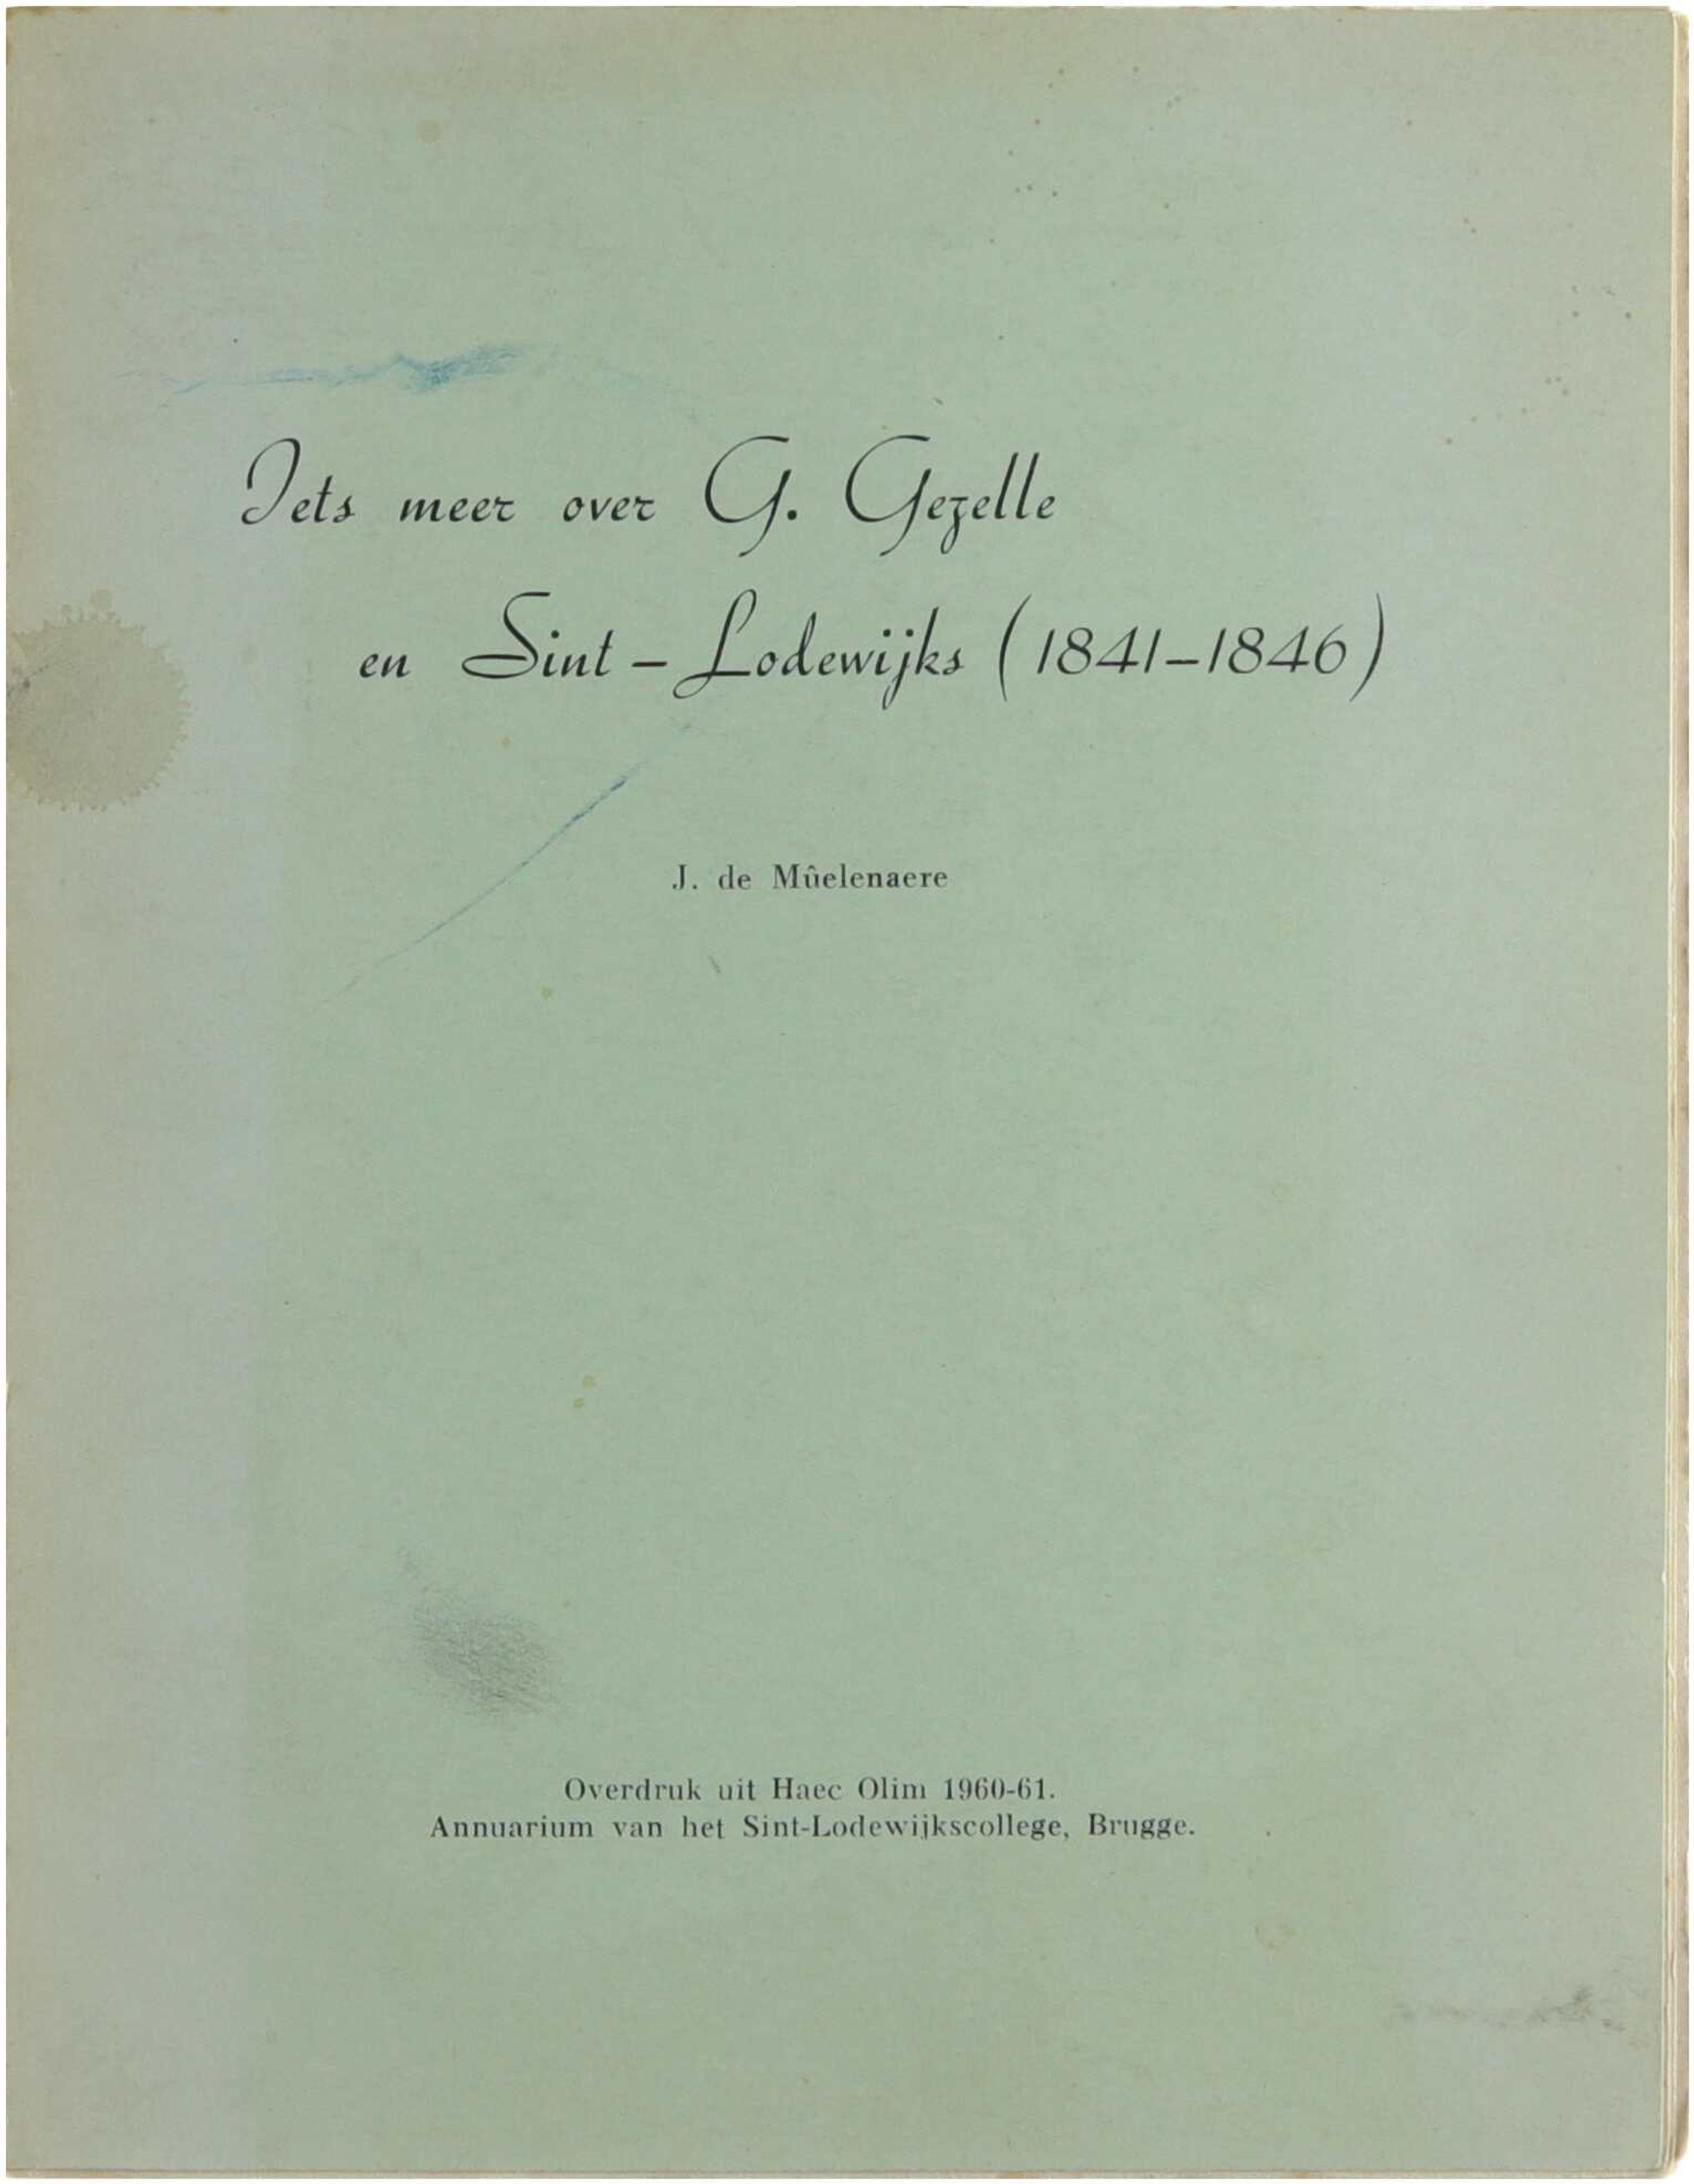 Iets meer over G. Gezelle
en Sint-Lodewijks (1841-1846)
J. de Mûelenaere
Overdruk uit Haec Olim 1960-61.
Annuarium van het Sint-Lodewijkscollege, Brugge.